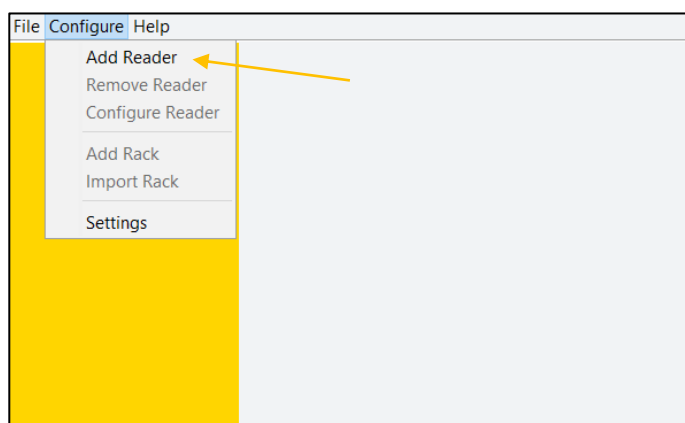 File Configure Help
Add Reader
Remove Reader
Configure Reader
Add Rack
Import Rack
Settings